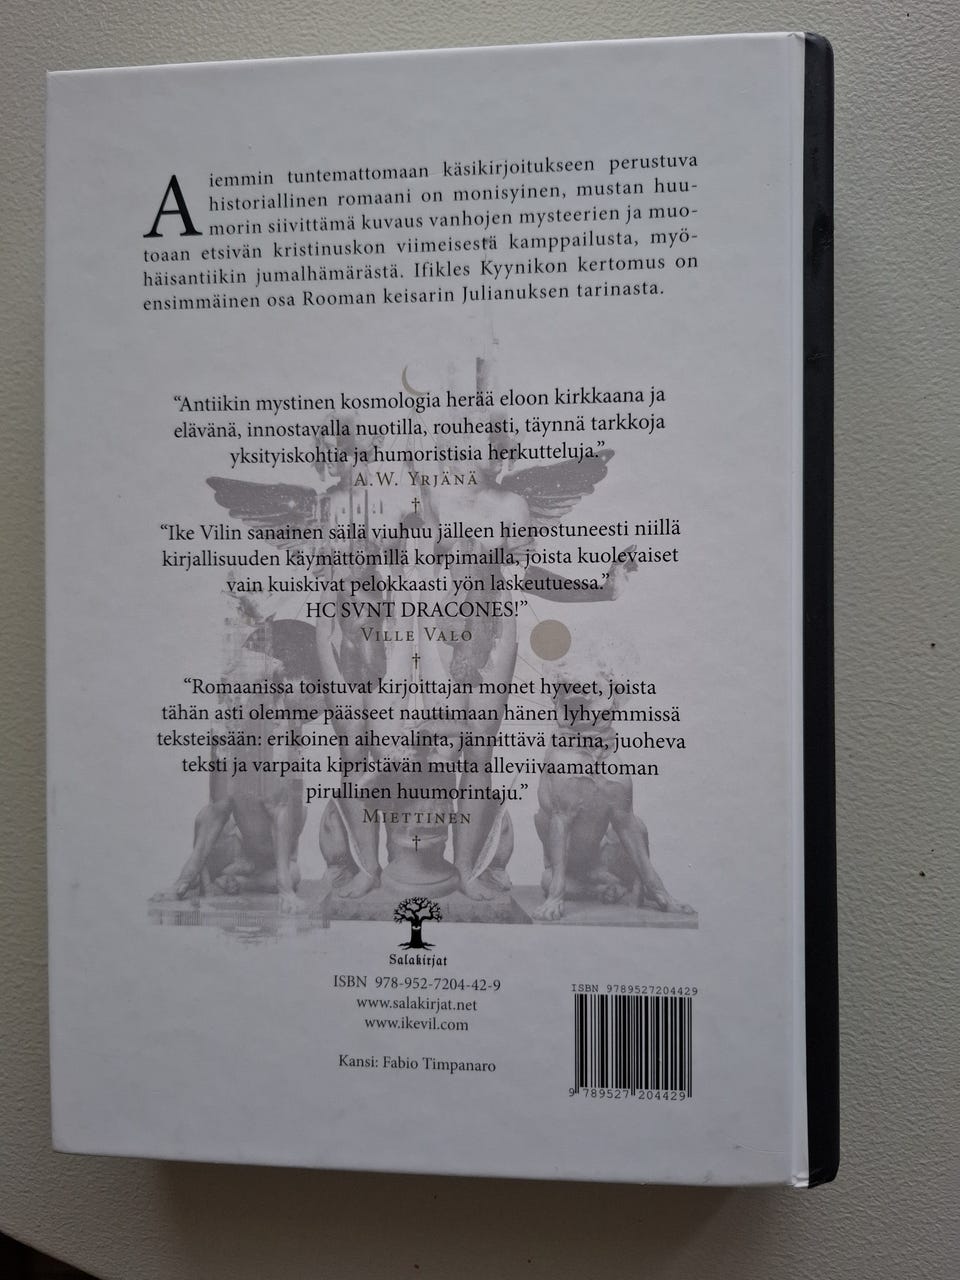 Aiemmin tuntemattomaan käsikirjoitukseen perustuva
historiallinen romaani on monisyinen, mustan huu-
morin siivittämä kuvaus vanhojen mysteerien ja muo-
toaan etsivän kristinuskon viimeisestä kamppailusta, myö-
häisantiikin jumalhämärästä. Ifikles Kyynikon kertomus on
ensimmäinen osa Rooman keisarin Julianuksen tarinasta.
“Antiikin mystinen kosmologia herää eloon kirkkaana ja
elävänä, innostavalla nuotilla, rouheasti, täynnä tarkkoja
yksityiskohtia ja humoristisia herkutteluja.”
A.W. Yrjänä
†
“Ike Vilin sanainen säilä viuhuu jälleen hienostuneesti niillä
kirjallisuuden käymättömillä korpimailla, joista kuolevaiset
vain kuiskivat pelokkaasti yön laskeutuessa.”
HC SVNT DRACONES!”
Ville Valo
†
“Romaanissa toistuvat kirjoittajan monet hyveet, joista
tähän asti olemme päässeet nauttimaan hänen lyhyemmissä
teksteissään: erikoinen aihevalinta, jännittävä tarina, juoheva
teksti ja varpaita kipristävän mutta alleviivaamattoman
pirullinen huumorintaju.”
Miettinen
†
Salakirjat
ISBN 978-952-7204-42-9
www.salakirjat.net
www.ikevil.com
Kansi: Fabio Timpanaro
ISBN 9789527204429
9 789527 204429